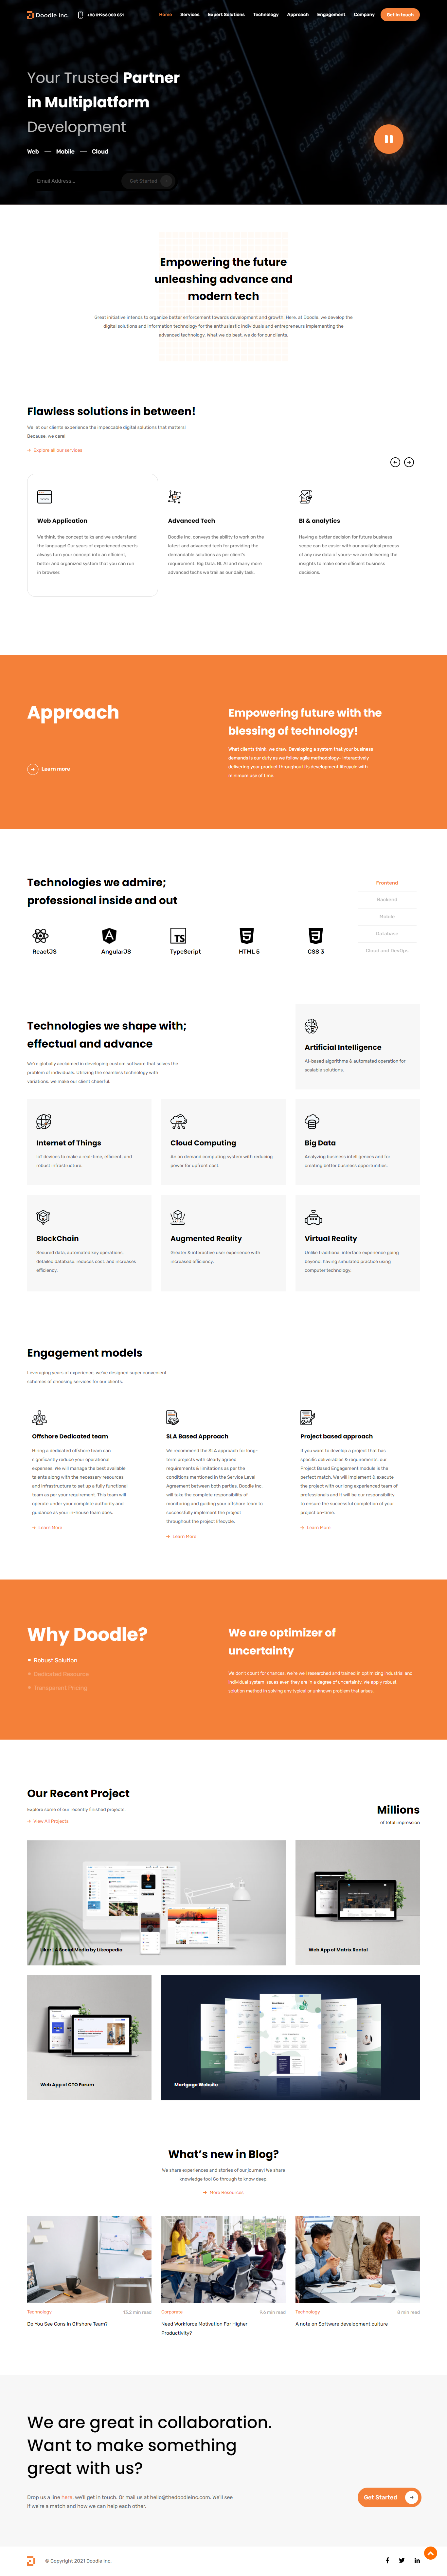 Doodle Inc.
+88 01966 000 051
Home Services Expert Solutions Technology Approach Engagement Company Get in touch
Your Trusted Partner
in Multiplatform
Development
Web — Mobile — Cloud
Email Address...
Get Started
Empowering the future
unleashing advance and
modern tech
Great initiative intends to organize better enforcement towards development and growth. Here, at Doodle, we develop the
digital solutions and information technology for the enthusiastic individuals and entrepreneurs implementing the
advanced technology. What we do best, we do for our clients.
Flawless solutions in between!
We let our clients experience the impeccable digital solutions that matters!
Because, we care!
Explore all our services
Web Application
We think, the concept talks and we understand
the language! Our years of experienced experts
always turn your concept into an efficient,
better and organised system that you can run
in browser.
Advanced Tech
Doodle Inc. conveys the ability to work on the
latest and advanced tech for providing the
demandable solutions as per client's
requirement. Big Data, BI, AI and many more
advanced techs we trail as our daily task.
BI & analytics
Having a better decision for future business
scope can be easier with our analytical process
of any raw data of yours- we are delivering the
insights to make some efficient business
decisions.
Approach
Learn more
Empowering future with the
blessing of technology!
What clients think, we draw. Developing a system that your business
demands is our duty as we follow agile methodology- interactively
delivering your product throughout its development lifecycle with
minimum use of time.
Technologies we admire;
professional inside and out
ReactJS
AngularJS
TypeScript
HTML 5
CSS 3
Frontend
Backend
Mobile
Database
Cloud and DevOps
Technologies we shape with;
effectual and advance
We're globally acclaimed in developing custom software that solves the
problem of individuals. Utilising the seamless technology with
variations, we make our client cheerful.
Artificial Intelligence
AI-based algorithms & automated operation for
scalable solutions.
Internet of Things
IoT devices to make a real-time, efficient, and
robust infrastructure.
Cloud Computing
An on demand computing system with reducing
power for upfront cost.
Big Data
Analyzing business intelligences and for
creating better business opportunities.
BlockChain
Secured data, automated key operations,
detailed database, reduces cost, and increases
efficiency.
Augmented Reality
Greater & interactive user experience with
increased efficiency.
Virtual Reality
Unlike traditional interface experience going
beyond, having simulated practice using
computer technology.
Engagement models
Leveraging years of experience, we've designed super convenient
schemes of choosing services for our clients.
Offshore Dedicated team
Hiring a dedicated offshore team can
significantly reduce your operational
expenses. We will manage the best available
talents along with the necessary resources
and infrastructure to set up a fully functional
team as per your requirement. This team will
operate under your complete authority and
guidance as your in-house team does.
Learn More
SLA Based Approach
We recommend the SLA approach for long-
term projects with clearly agreed
requirements & limitations as per the
conditions mentioned in the Service Level
Agreement between both parties, Doodle Inc.
will take the complete responsibility of
monitoring and guiding your offshore team to
successfully implement the project
throughout the project lifecycle.
Learn More
Project based approach
If you want to develop a project that has
specific deliverables & requirements, our
Project Based Engagement module is the
perfect match. We will implement & execute
the project with our long experienced team of
professionals and it will be our responsibility
to ensure the successful completion of your
project on-time.
Learn More
Why Doodle?
Robust Solution
Dedicated Resource
Transparent Pricing
We are optimizer of
uncertainty
We don't count for chances. We're well researched and trained in optimizing industrial and
individual system issues even they are in a degree of uncertainty. We apply robust
solution method in solving any typical or unknown problem that arises.
Our Recent Project
Explore some of our recently finished projects.
View All Projects
Millions
of total impression
Liker | A Social Media by Likoopedia
Web App of Matrix Rental
Web App of CTO Forum
Mortgage Website
What's new in Blog?
We share experiences and stories of our journey! We share
knowledge too! Go through to know deep.
More Resources
Technology 13.2 min read
Do You See Cons In Offshore Team?
Corporate 9.6 min read
Need Workforce Motivation For Higher
Productivity?
Technology 8 min read
A note on Software development culture
We are great in collaboration.
Want to make something
great with us?
Drop us a line here, we'll get in touch. Or mail us at hello@thedoodleinc.com. We'll see
if we're a match and how we can help each other.
Get Started
© Copyright 2021 Doodle Inc.